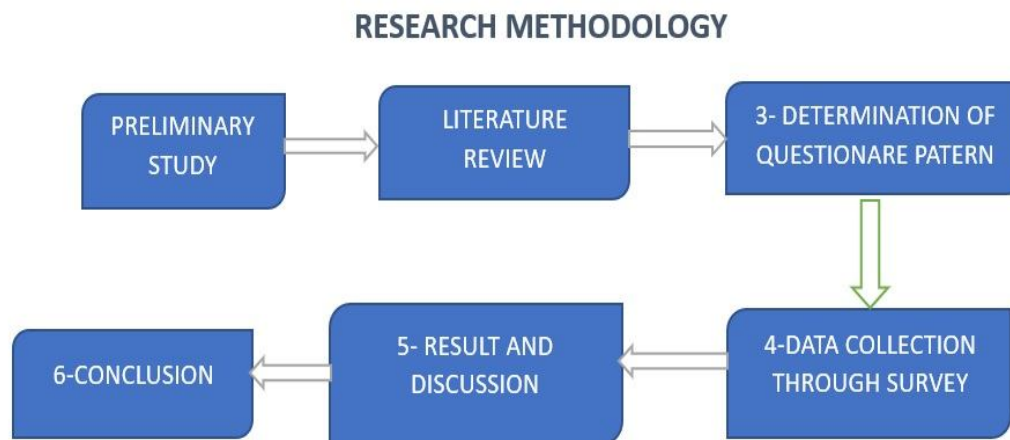 RESEARCH METHODOLOGY
PRELIMINARY
STUDY
LITERATURE
REVIEW
3- DETERMINATION OF
QUESTIONARE PATERN
4-DATA COLLECTION
THROUGH SURVEY
5- RESULT AND
DISCUSSION
6-CONCLUSION